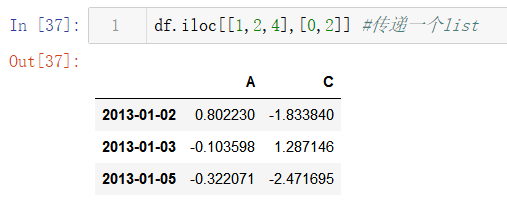 In [37]: 1 df.iloc[[1,2,4],[0,2]] #传递一个list
Out[37]:
A C
2013-01-02 0.802230 -1.833840
2013-01-03 -0.103598 1.287146
2013-01-05 -0.322071 -2.471695